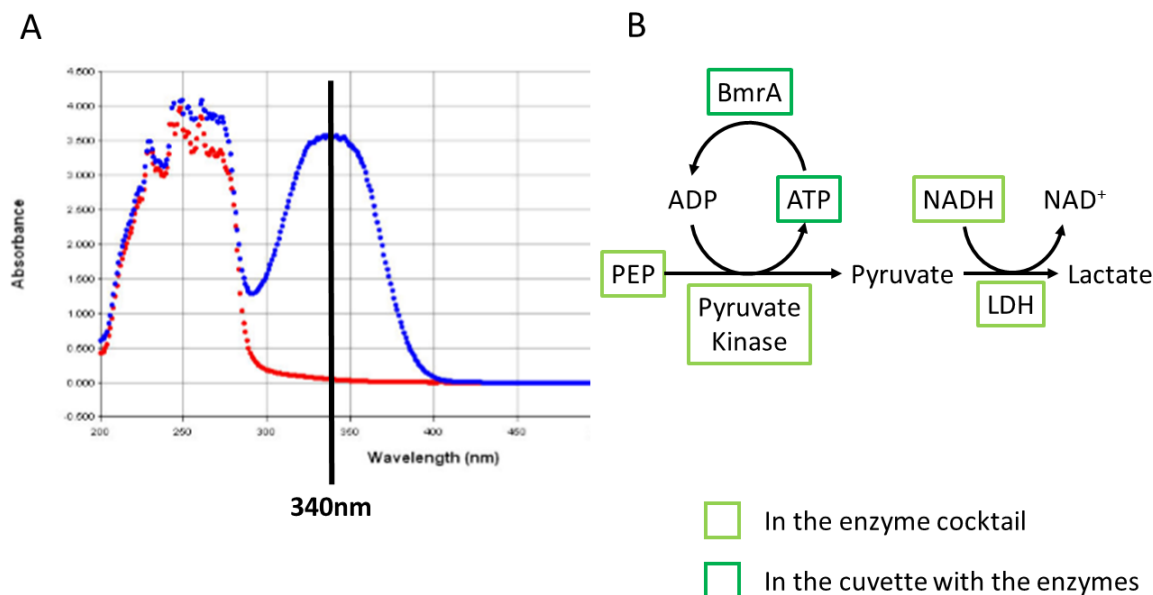 A
4.500
4.000
3.500
3.000
2.500
2.000
1.500
1.000
0.500
0.000
-0.500
Absorbance
200
250
300
350
400
450
Wavelength (nm)
340nm
B
BmrA
ADP
ATP
NADH
NAD⁺
PEP
Pyruvate
Lactate
Pyruvate
Kinase
LDH
In the enzyme cocktail
In the cuvette with the enzymes